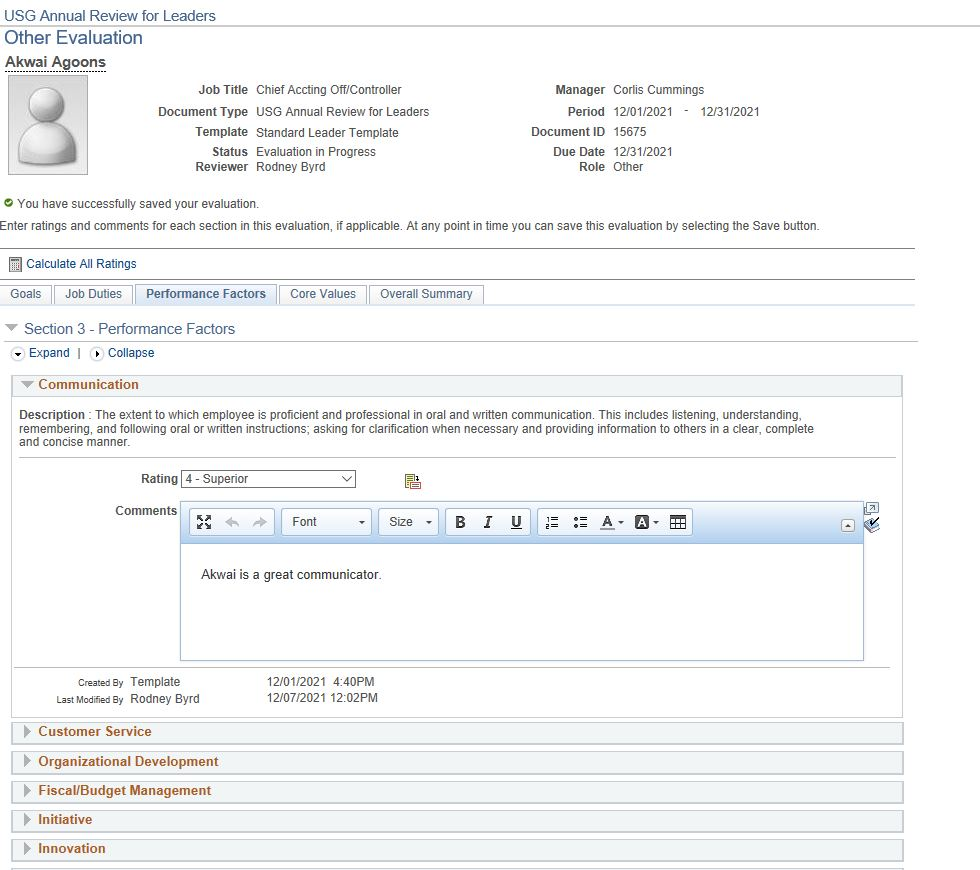 USG Annual Review for Leaders
Other Evaluation
Akwai Agoons
Job Title Chief Accting Off/Controller Manager Corlis Cummings
Document Type USG Annual Review for Leaders Period 12/01/2021 - 12/31/2021
Template Standard Leader Template Document ID 15675
Status Evaluation in Progress Due Date 12/31/2021
Reviewer Rodney Byrd Role Other
You have successfully saved your evaluation.
Enter ratings and comments for each section in this evaluation, if applicable. At any point in time you can save this evaluation by selecting the Save button.
Calculate All Ratings
Goals Job Duties Performance Factors Core Values Overall Summary
Section 3 - Performance Factors
Expand | Collapse
Communication
Description : The extent to which employee is proficient and professional in oral and written communication. This includes listening, understanding,
remembering, and following oral or written instructions; asking for clarification when necessary and providing information to others in a clear, complete
and concise manner.
Rating 4 - Superior
Comments Font Size B I U A A
Akwai is a great communicator.
Created By Template 12/01/2021 4:40PM
Last Modified By Rodney Byrd 12/07/2021 12:02PM
Customer Service
Organizational Development
Fiscal/Budget Management
Initiative
Innovation